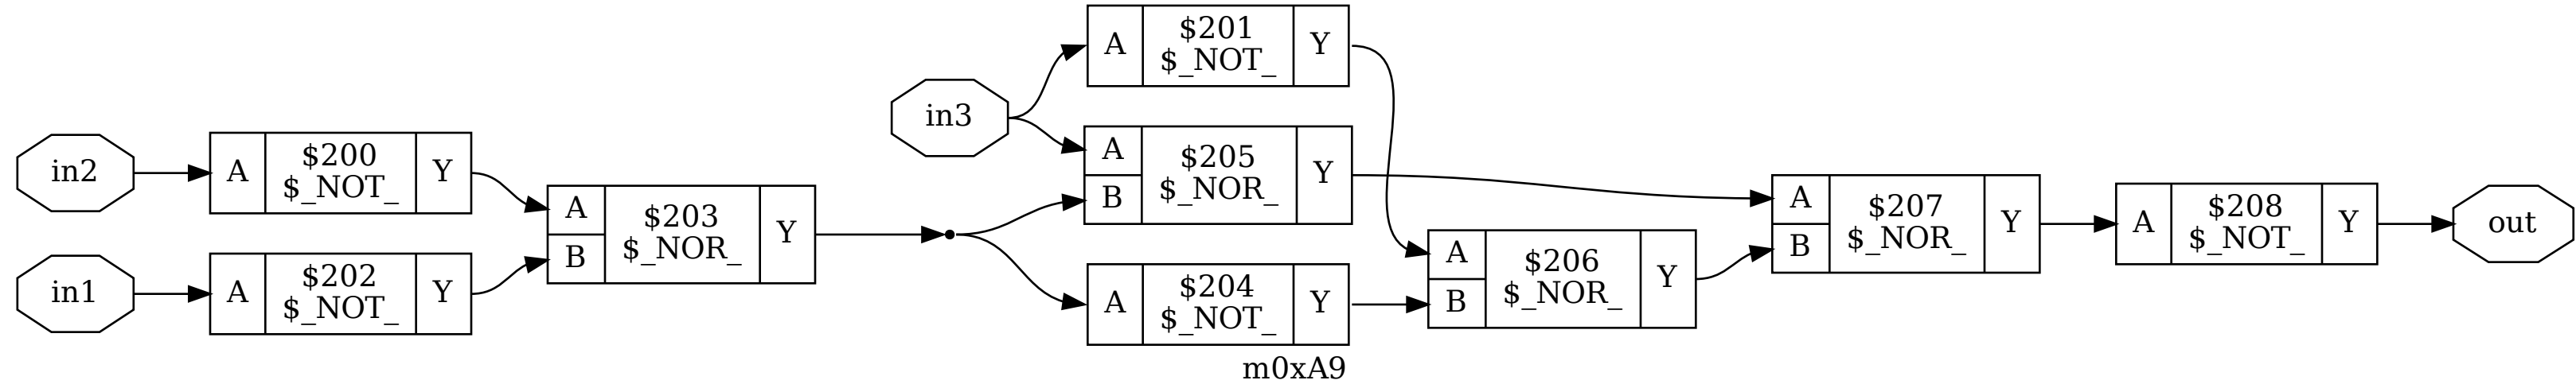 in2
in1
A
$200
$_NOT_
Y
A
$202
$_NOT_
Y
A
B
$203
$_NOR_
Y
in3
A
$201
$_NOT_
Y
A
B
$205
$_NOR_
Y
A
$204
$_NOT_
Y
A
B
$206
$_NOR_
Y
A
B
$207
$_NOR_
Y
A
$208
$_NOT_
Y
out
m0xA9